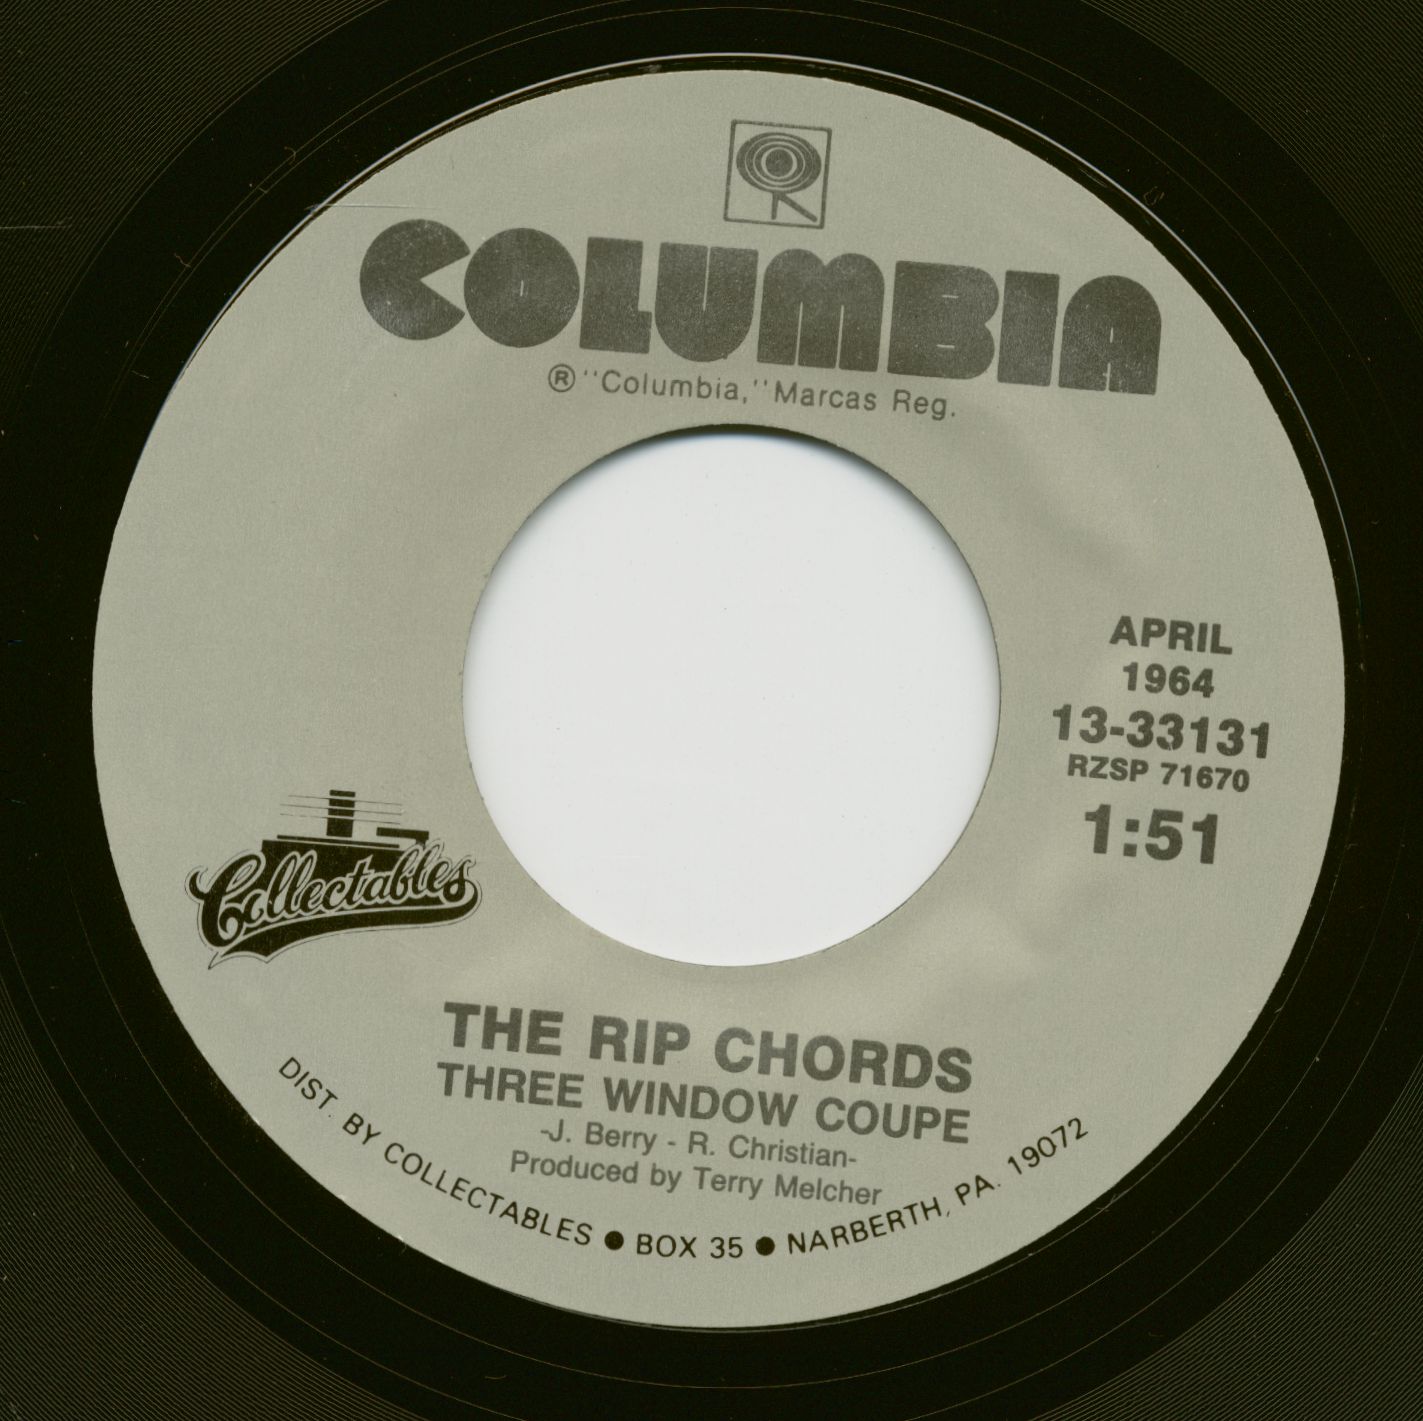 COLUMBIA
® "Columbia," Marcas Reg.
APRIL
1964
13-33131
RZSP 71670
1:51
Collectables
THE RIP CHORDS
THREE WINDOW COUPE
-J. Berry - R. Christian-
Produced by Terry Melcher
DIST. BY COLLECTABLES ● BOX 35 ● NARBERTH, PA. 19072